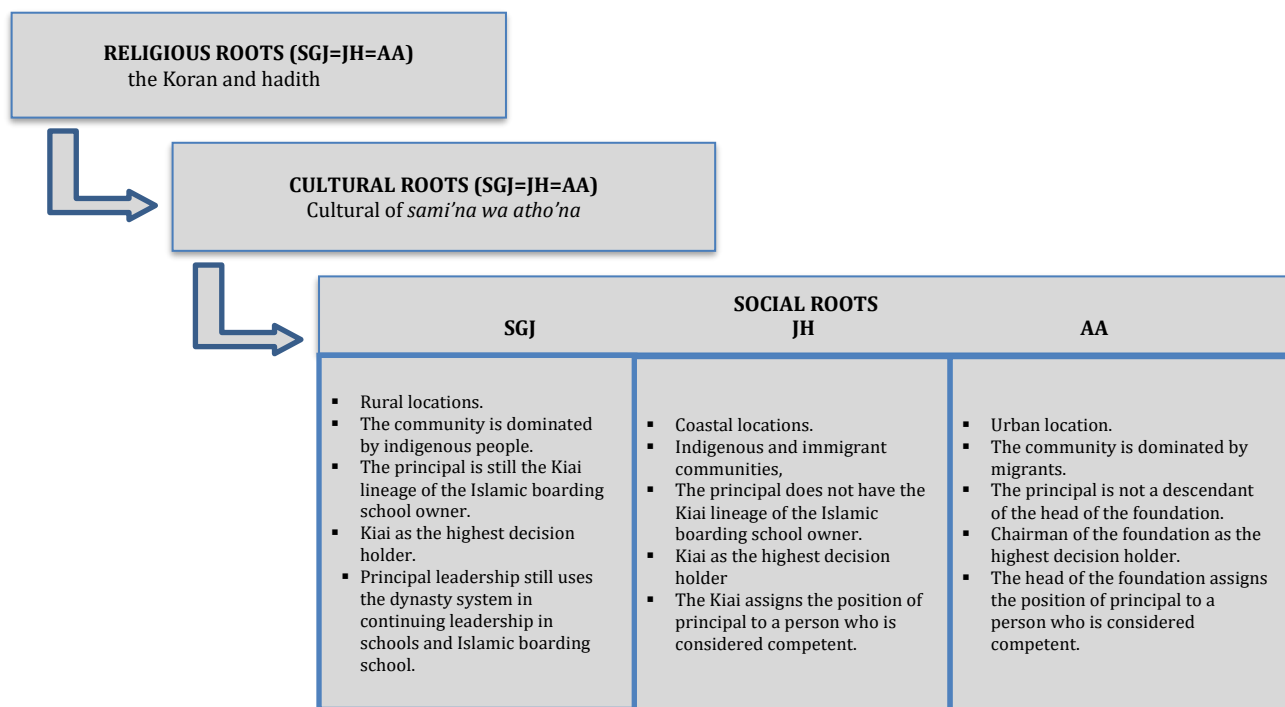 RELIGIOUS ROOTS (SGJ=JH=AA)
the Koran and hadith
CULTURAL ROOTS (SGJ=JH=AA)
Cultural of sami’na wa atho’na
SOCIAL ROOTS
SGJ JH AA
▪ Rural locations.
▪ The community is dominated
by indigenous people.
▪ The principal is still the Kiai
lineage of the Islamic boarding
school owner.
▪ Kiai as the highest decision
holder.
▪ Principal leadership still uses
the dynasty system in
continuing leadership in
schools and Islamic boarding
school.
▪ Coastal locations.
▪ Indigenous and immigrant
communities,
▪ The principal does not have the
Kiai lineage of the Islamic
boarding school owner.
▪ Kiai as the highest decision
holder
▪ The Kiai assigns the position of
principal to a person who is
considered competent.
▪ Urban location.
▪ The community is dominated by
migrants.
▪ The principal is not a descendant
of the head of the foundation.
▪ Chairman of the foundation as the
highest decision holder.
▪ The head of the foundation assigns
the position of principal to a
person who is considered
competent.